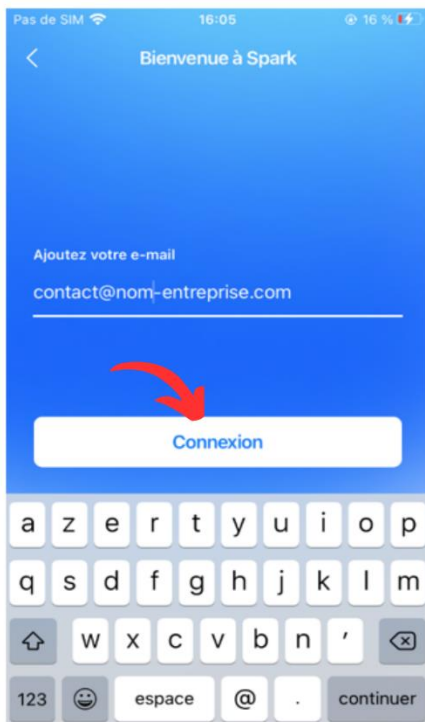 Pas de SIM 16:05 16 %
Bienvenue à Spark
Ajoutez votre e-mail
contact@nom-entreprise.com
Connexion
a z e r t y u i o p
q s d f g h j k l m
w x c v b n ´
123 espace @ . continuer